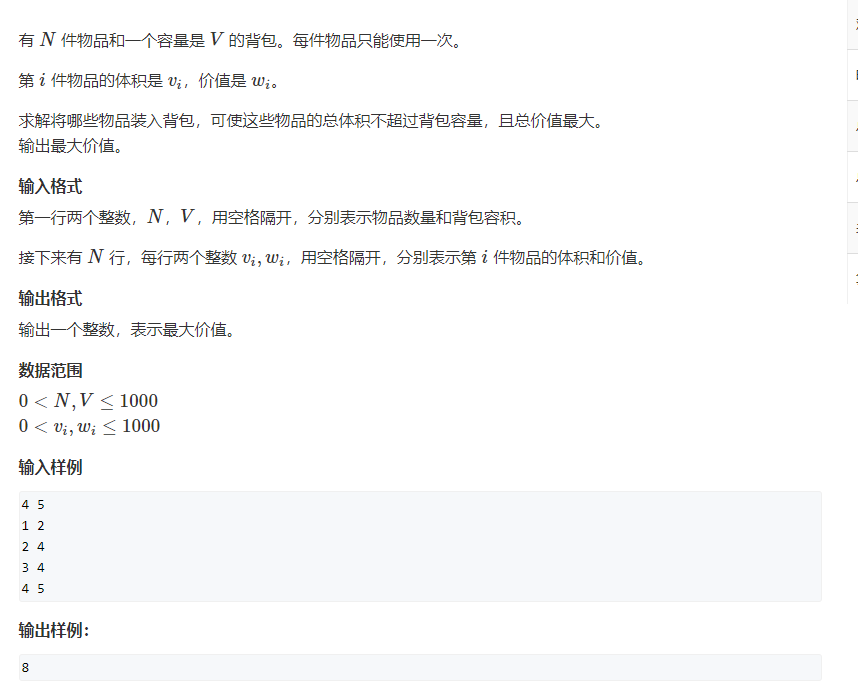 有 N 件物品和一个容量是 V 的背包。每件物品只能使用一次。
第 i 件物品的体积是 vᵢ，价值是 wᵢ。
求解将哪些物品装入背包，可使这些物品的总体积不超过背包容量，且总价值最大。
输出最大价值。
输入格式
第一行两个整数，N，V，用空格隔开，分别表示物品数量和背包容积。
接下来有 N 行，每行两个整数 vᵢ, wᵢ，用空格隔开，分别表示第 i 件物品的体积和价值。
输出格式
输出一个整数，表示最大价值。
数据范围
0 < N, V ≤ 1000
0 < vᵢ, wᵢ ≤ 1000
输入样例
4 5
1 2
2 4
3 4
4 5
输出样例：
8